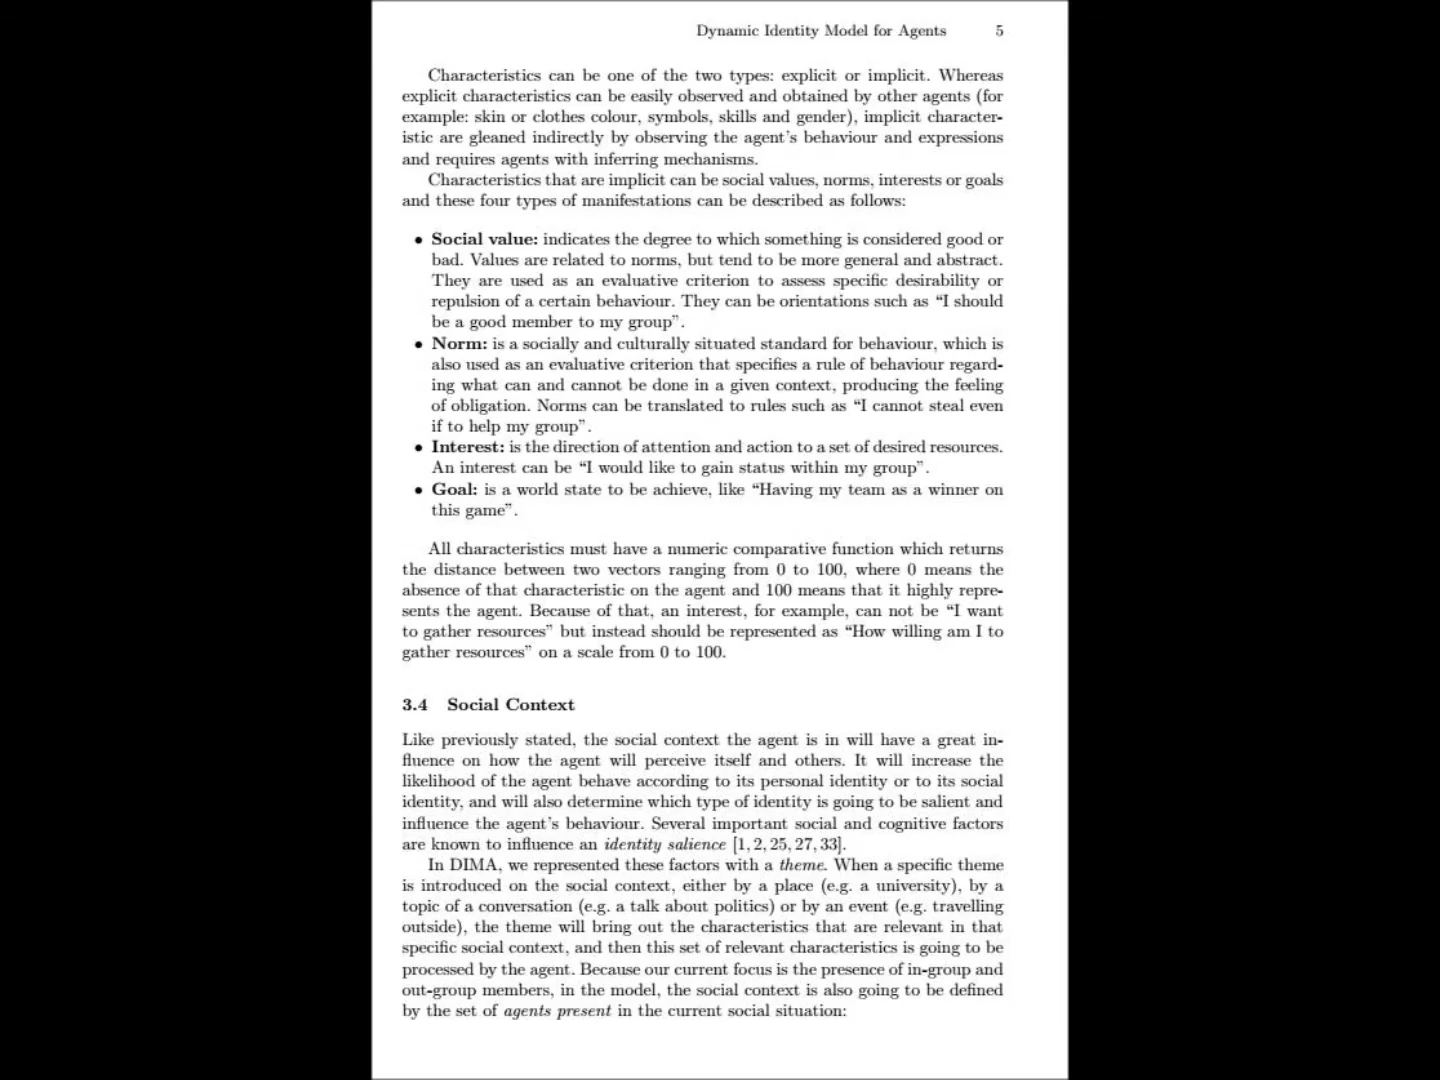 Dynamic Identity Model for Agents 5
Characteristics can be one of the two types: explicit or implicit. Whereas
explicit characteristics can be easily observed and obtained by other agents (for
example: skin or clothes colour, symbols, skills and gender), implicit character-
istic are gleaned indirectly by observing the agent's behaviour and expressions
and requires agents with inferring mechanisms.
Characteristics that are implicit can be social values, norms, interests or goals
and these four types of manifestations can be described as follows:
• Social value: indicates the degree to which something is considered good or
bad. Values are related to norms, but tend to be more general and abstract.
They are used as an evaluative criterion to assess specific desirability or
repulsion of a certain behaviour. They can be orientations such as “I should
be a good member to my group”.
• Norm: is a socially and culturally situated standard for behaviour, which is
also used as an evaluative criterion that specifies a rule of behaviour regard-
ing what can and cannot be done in a given context, producing the feeling
of obligation. Norms can be translated to rules such as “I cannot steal even
if to help my group”.
• Interest: is the direction of attention and action to a set of desired resources.
An interest can be “I would like to gain status within my group”.
• Goal: is a world state to be achieve, like “Having my team as a winner on
this game”.
All characteristics must have a numeric comparative function which returns
the distance between two vectors ranging from 0 to 100, where 0 means the
absence of that characteristic on the agent and 100 means that it highly repre-
sents the agent. Because of that, an interest, for example, can not be “I want
to gather resources” but instead should be represented as “How willing am I to
gather resources” on a scale from 0 to 100.
3.4 Social Context
Like previously stated, the social context the agent is in will have a great in-
fluence on how the agent will perceive itself and others. It will increase the
likelihood of the agent behave according to its personal identity or to its social
identity, and will also determine which type of identity is going to be salient and
influence the agent's behaviour. Several important social and cognitive factors
are known to influence an identity salience [1, 2, 25, 27, 33].
In DIMA, we represented these factors with a theme. When a specific theme
is introduced on the social context, either by a place (e.g. a university), by a
topic of a conversation (e.g. a talk about politics) or by an event (e.g. travelling
outside), the theme will bring out the characteristics that are relevant in that
specific social context, and then this set of relevant characteristics is going to be
processed by the agent. Because our current focus is the presence of in-group and
out-group members, in the model, the social context is also going to be defined
by the set of agents present in the current social situation: